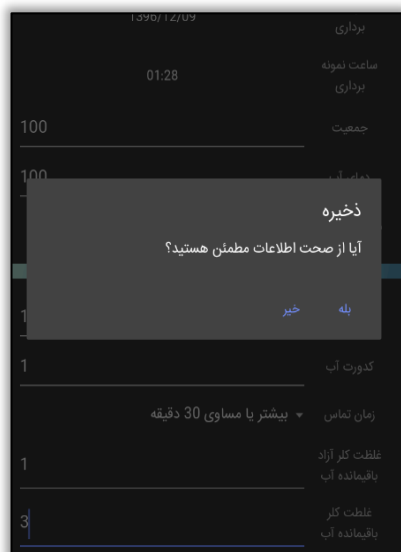 1396/12/09
برداری
ساعت نمونه
برداری
01:28
جمعیت
100
دمای آب
100
ذخیره
آیا از صحت اطلاعات مطمئن هستید؟
بله
خیر
1
کدورت آب
1
زمان تماس
بیشتر یا مساوی 30 دقیقه
غلظت کلر آزاد
باقیمانده آب
1
غلظت کلر
باقیمانده آب
3